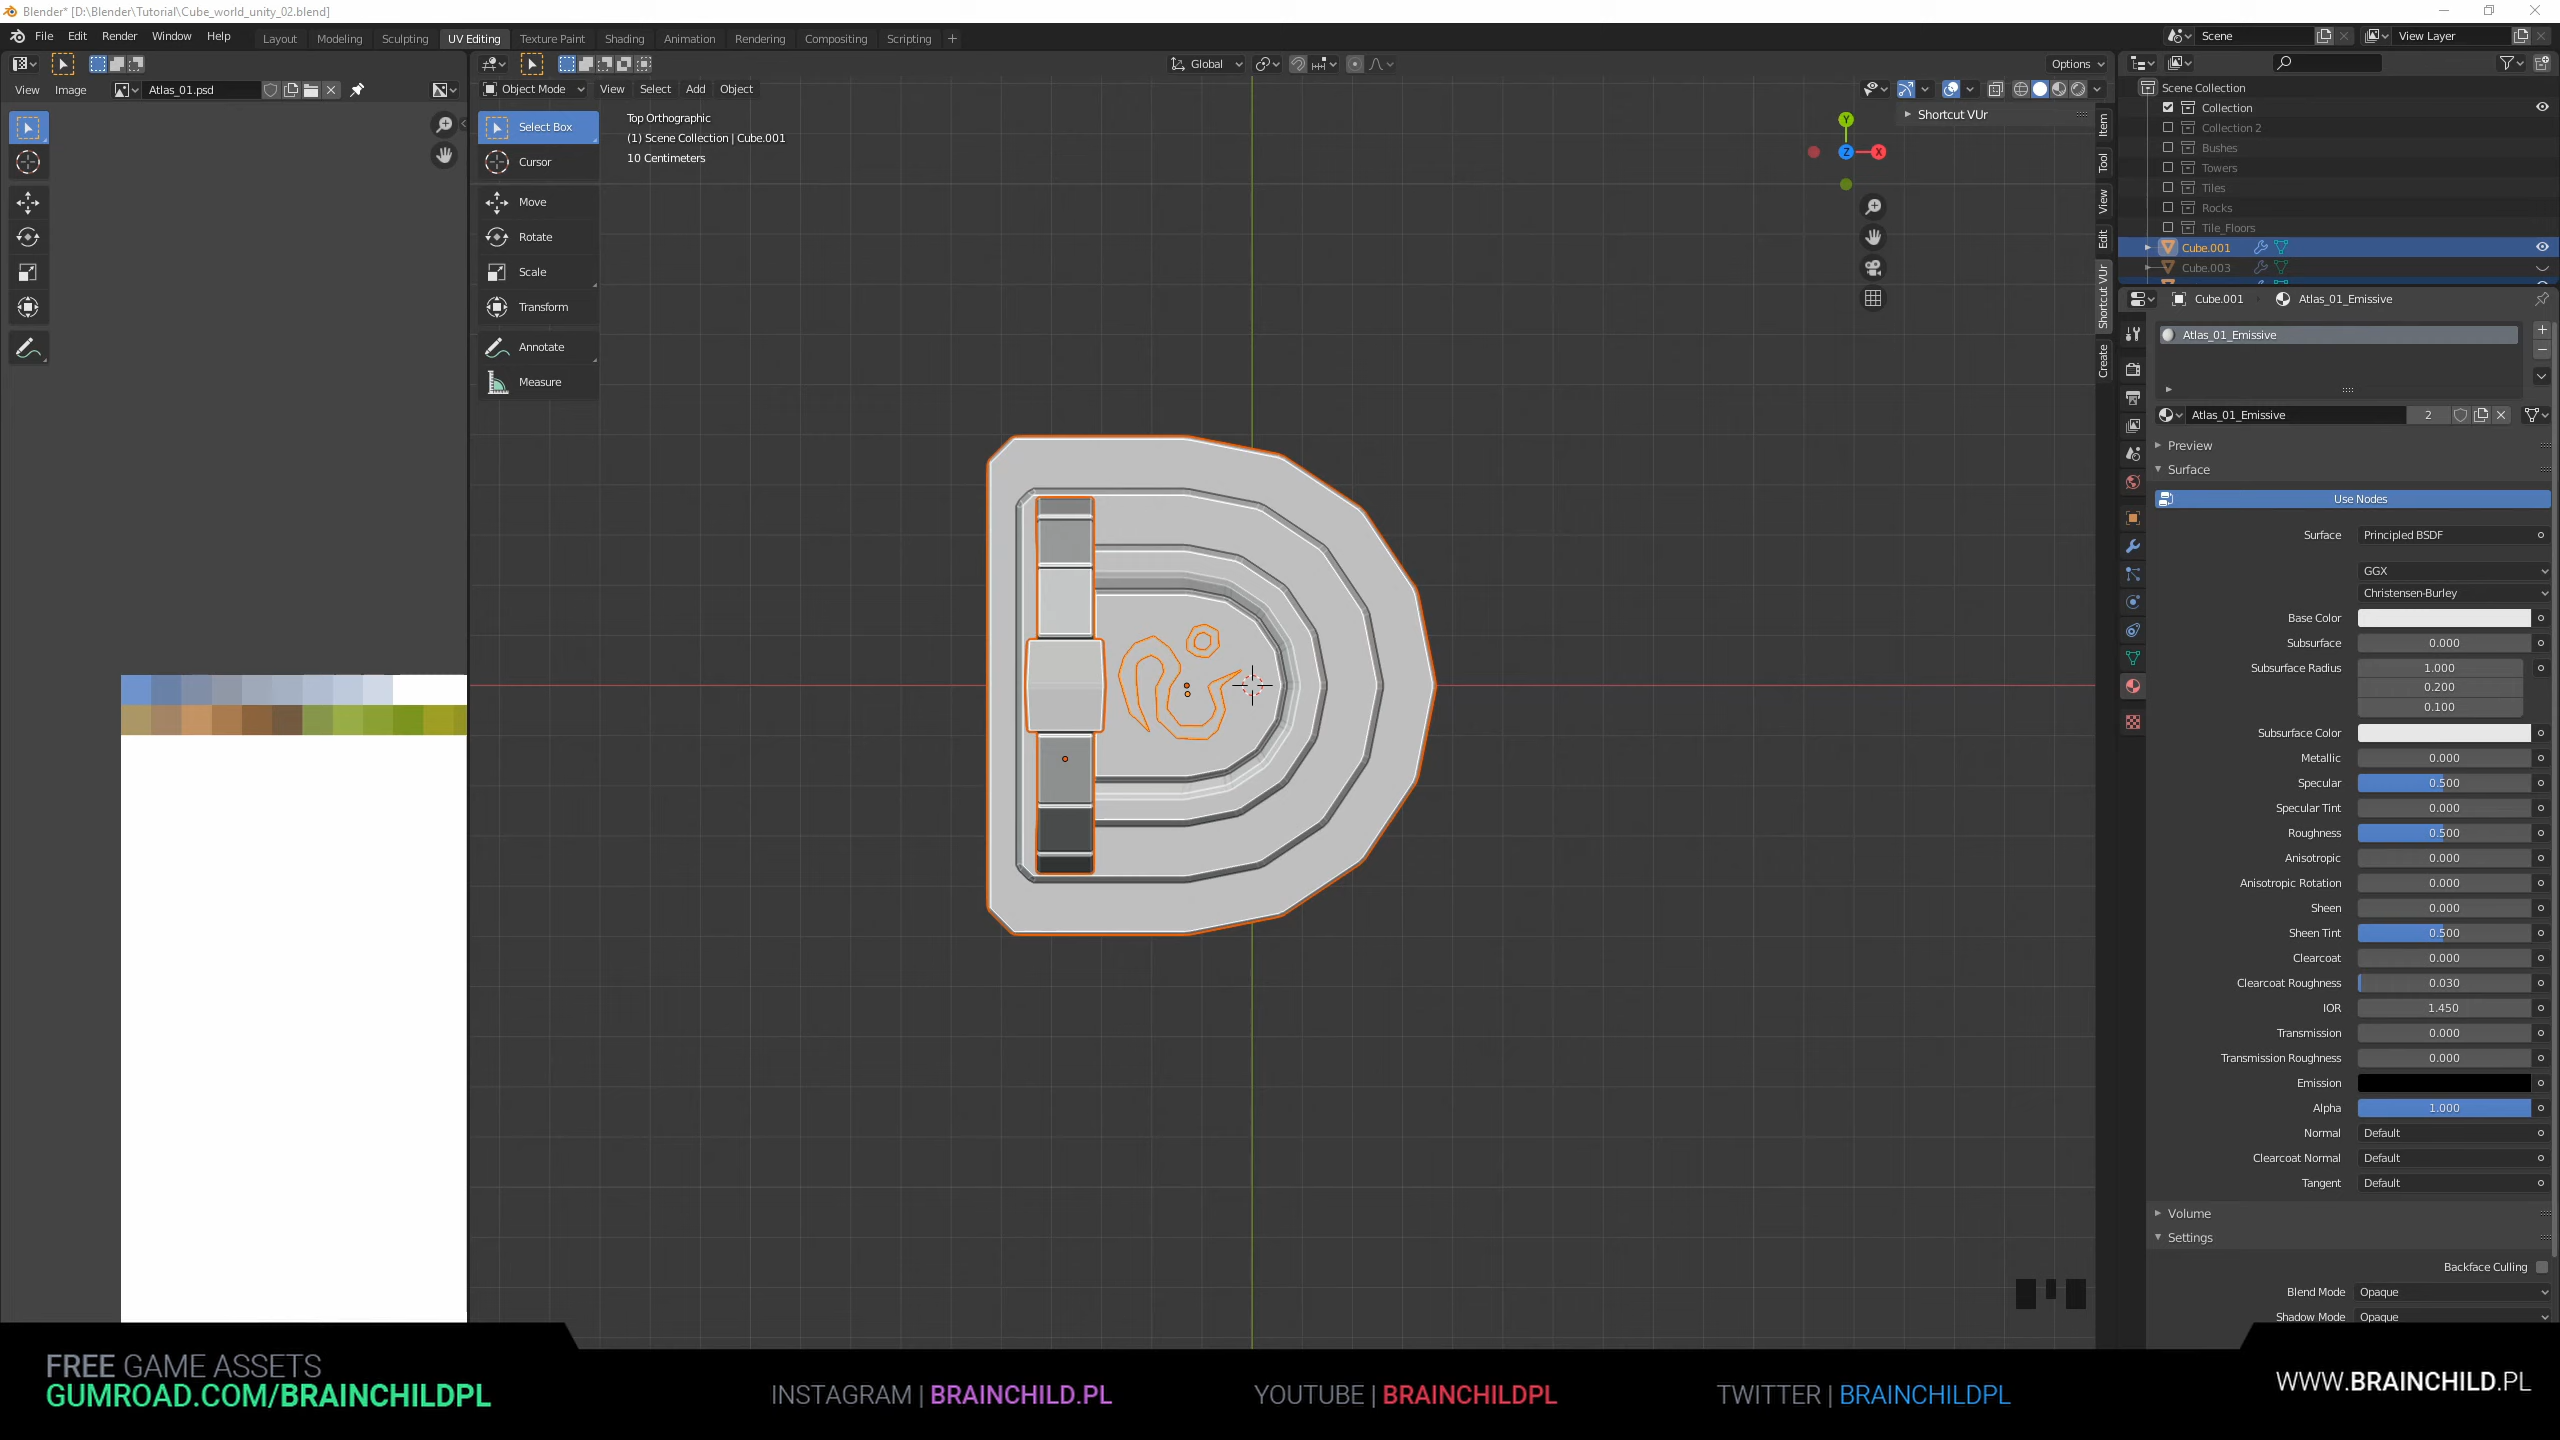 Blender* [D:\Blender\Tutorial\Cube_world_unity_02.blend]
File Edit Render Window Help
Layout Modeling Sculpting UV Editing Texture Paint Shading Animation Rendering Compositing Scripting +
Scene
View Layer
Global
Options
View Image
Atlas_01.psd
Object Mode View Select Add Object
Select Box
Cursor
Move
Rotate
Scale
Transform
Annotate
Measure
Top Orthographic
(1) Scene Collection | Cube.001
10 Centimeters
Shortcut VUr
Y
Z
X
Item
Tool
View
Edit
Shortcut VUr
Create
Scene Collection
Collection
Collection 2
Bushes
Towers
Tiles
Rocks
Tile_Floors
Cube.001
Cube.003
Cube.001 Atlas_01_Emissive
Atlas_01_Emissive
Atlas_01_Emissive 2
Preview
Surface
Use Nodes
Surface Principled BSDF
GGX
Christensen-Burley
Base Color
Subsurface 0.000
Subsurface Radius 1.000
0.200
0.100
Subsurface Color
Metallic 0.000
Specular 0.500
Specular Tint 0.000
Roughness 0.500
Anisotropic 0.000
Anisotropic Rotation 0.000
Sheen 0.000
Sheen Tint 0.500
Clearcoat 0.000
Clearcoat Roughness 0.030
IOR 1.450
Transmission 0.000
Transmission Roughness 0.000
Emission
Alpha 1.000
Normal Default
Clearcoat Normal Default
Tangent Default
Volume
Settings
Backface Culling
Blend Mode Opaque
Shadow Mode Opaque
FREE GAME ASSETS
GUMROAD.COM/BRAINCHILDPL
INSTAGRAM | BRAINCHILD.PL
YOUTUBE | BRAINCHILDPL
TWITTER | BRAINCHILDPL
WWW.BRAINCHILD.PL